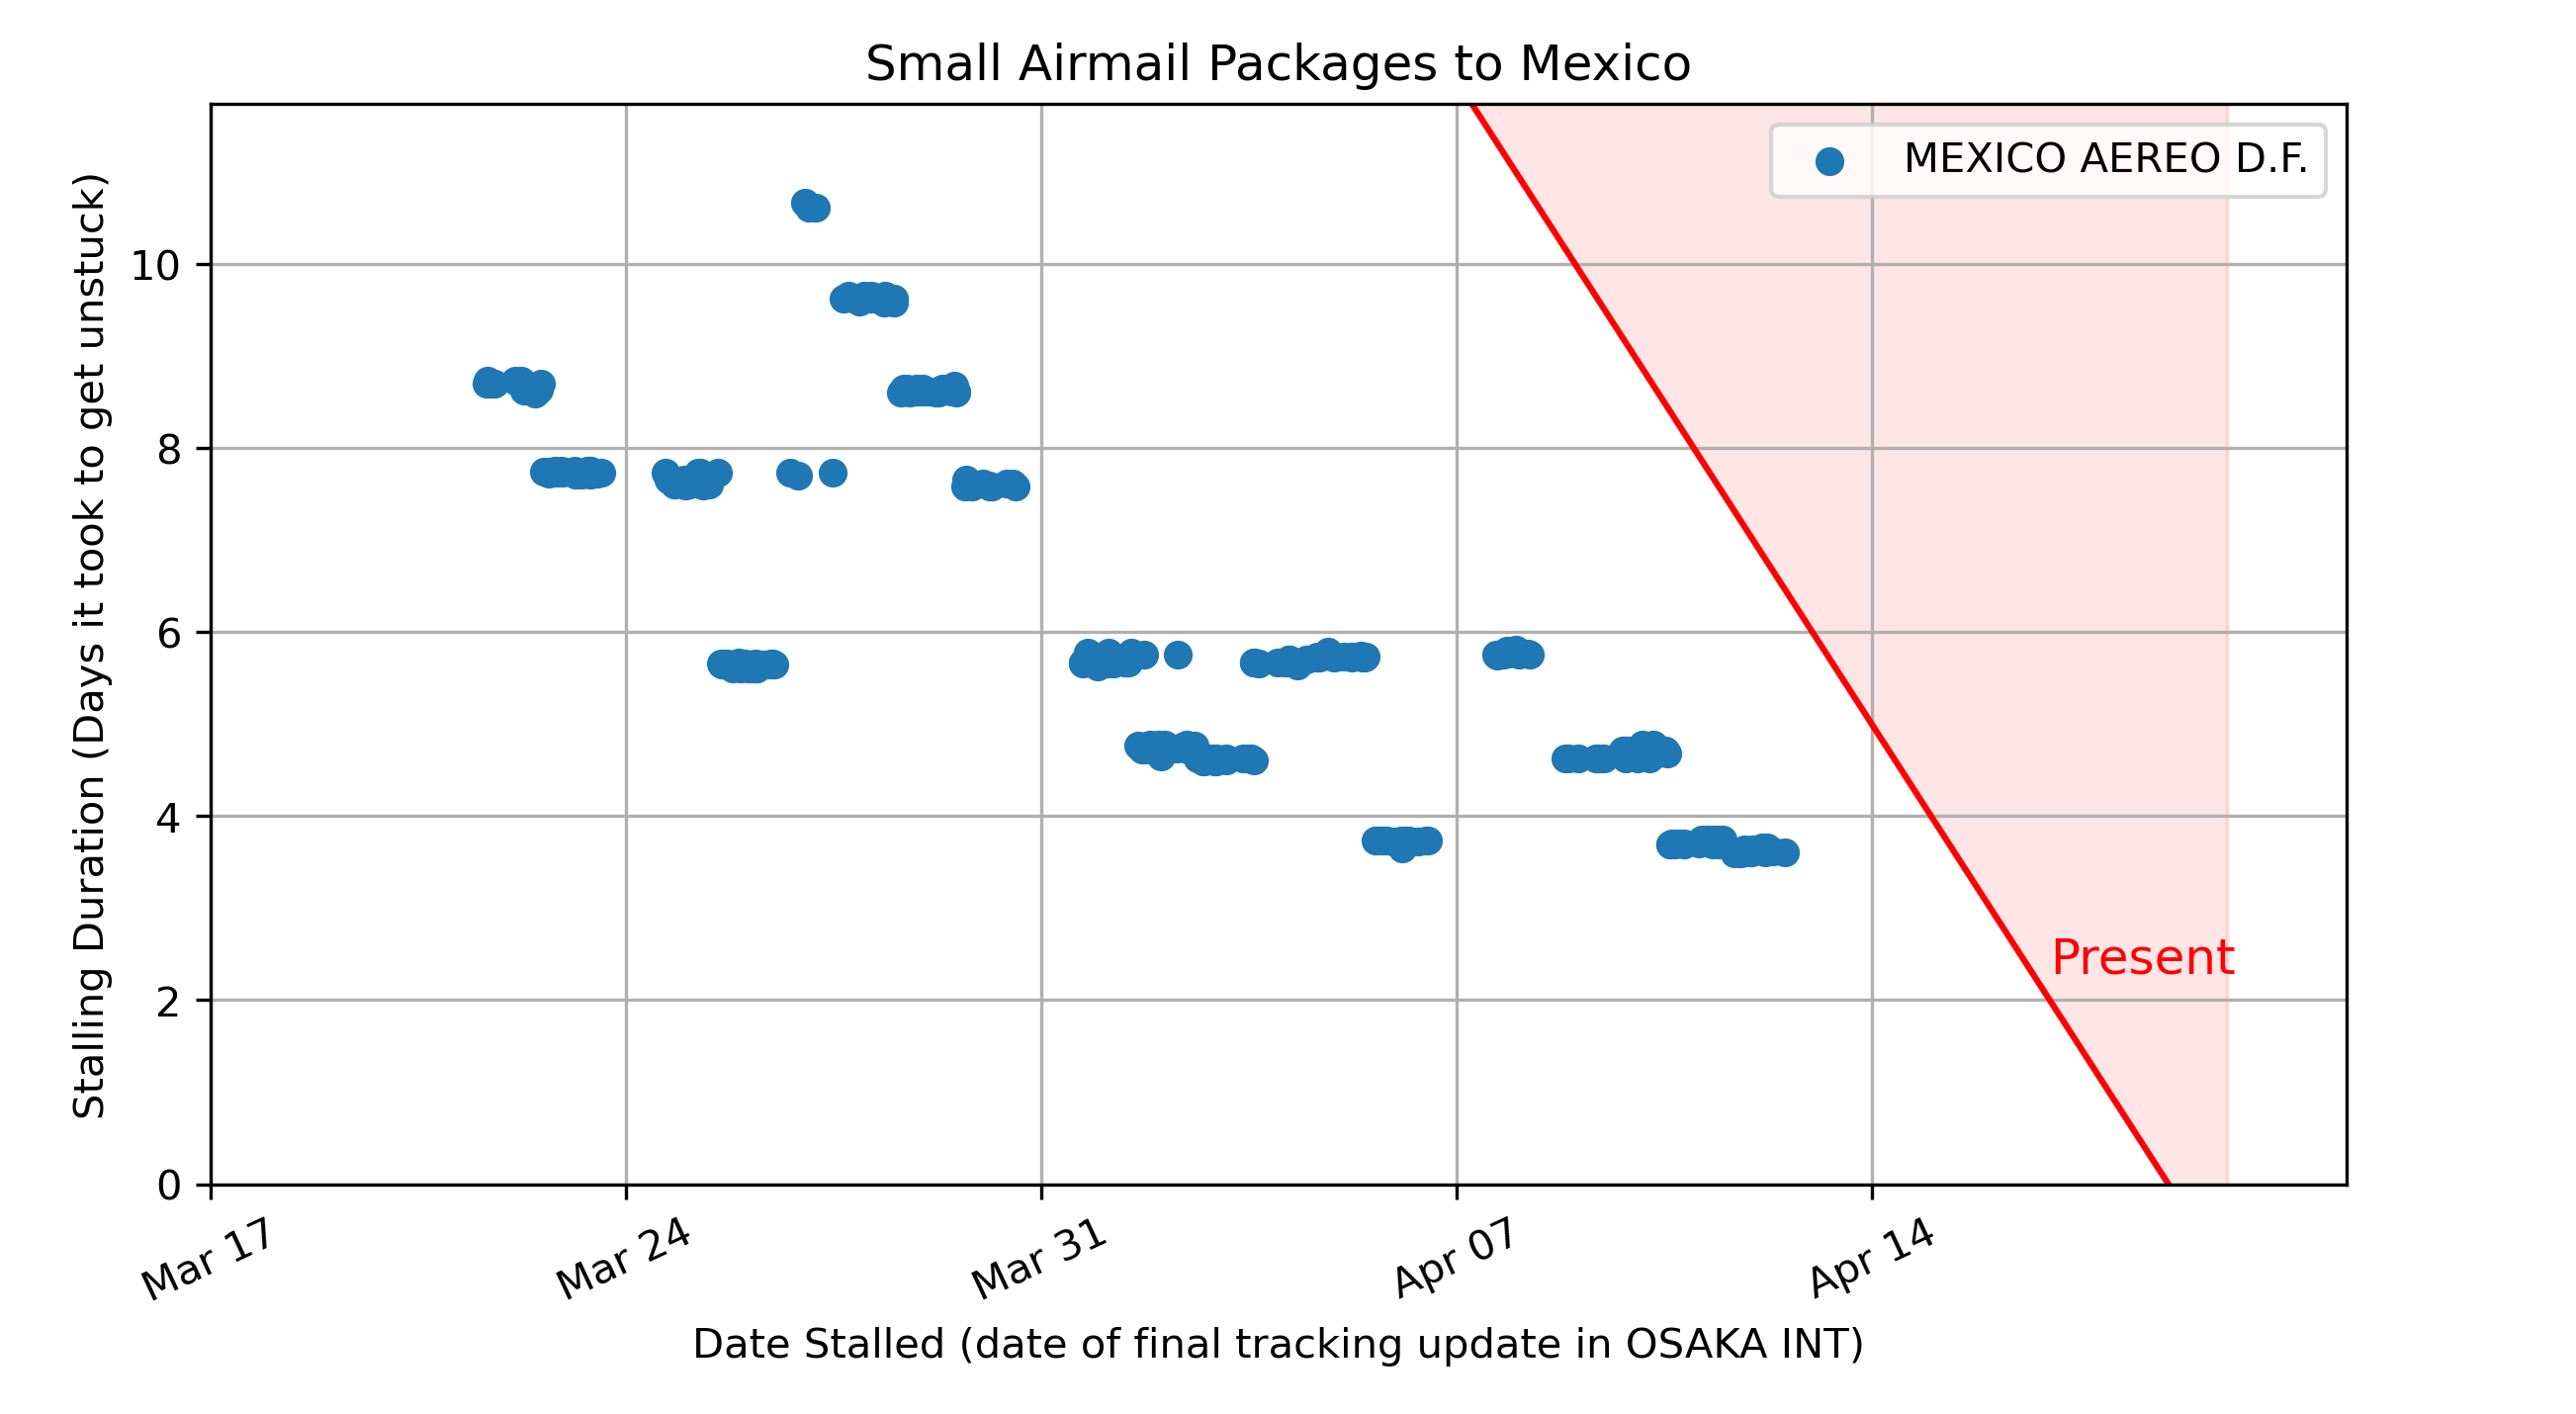 Small Airmail Packages to Mexico
MEXICO AEREO D.F.
Stalling Duration (Days it took to get unstuck)
10
8
6
4
2
0
Present
Mar 17
Mar 24
Mar 31
Apr 07
Apr 14
Date Stalled (date of final tracking update in OSAKA INT)